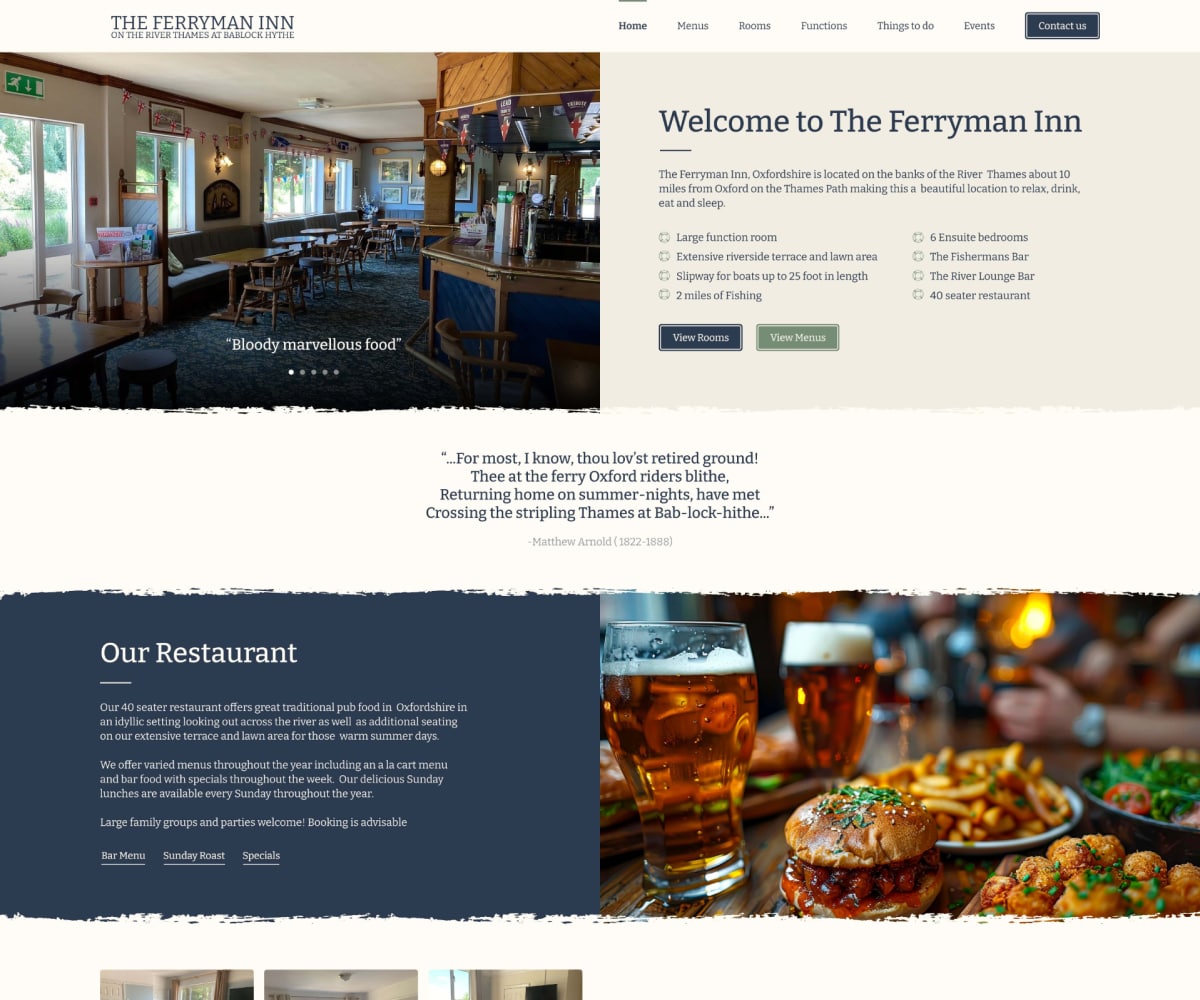 THE FERRYMAN INN
ON THE RIVER THAMES AT BABLOCK HYTHE
Home
Menus
Rooms
Functions
Things to do
Events
Contact us
LEAD
TRIBUTE
“Bloody marvellous food”
Welcome to The Ferryman Inn
The Ferryman Inn, Oxfordshire is located on the banks of the River Thames about 10
miles from Oxford on the Thames Path making this a beautiful location to relax, drink,
eat and sleep.
Large function room
Extensive riverside terrace and lawn area
Slipway for boats up to 25 foot in length
2 miles of Fishing
6 Ensuite bedrooms
The Fishermans Bar
The River Lounge Bar
40 seater restaurant
View Rooms
View Menus
“...For most, I know, thou lov’st retired ground!
Thee at the ferry Oxford riders blithe,
Returning home on summer-nights, have met
Crossing the stripling Thames at Bab-lock-hithe...”
-Matthew Arnold ( 1822-1888)
Our Restaurant
Our 40 seater restaurant offers great traditional pub food in Oxfordshire in
an idyllic setting looking out across the river as well as additional seating
on our extensive terrace and lawn area for those warm summer days.
We offer varied menus throughout the year including an a la cart menu
and bar food with specials throughout the week. Our delicious Sunday
lunches are available every Sunday throughout the year.
Large family groups and parties welcome! Booking is advisable
Bar Menu
Sunday Roast
Specials